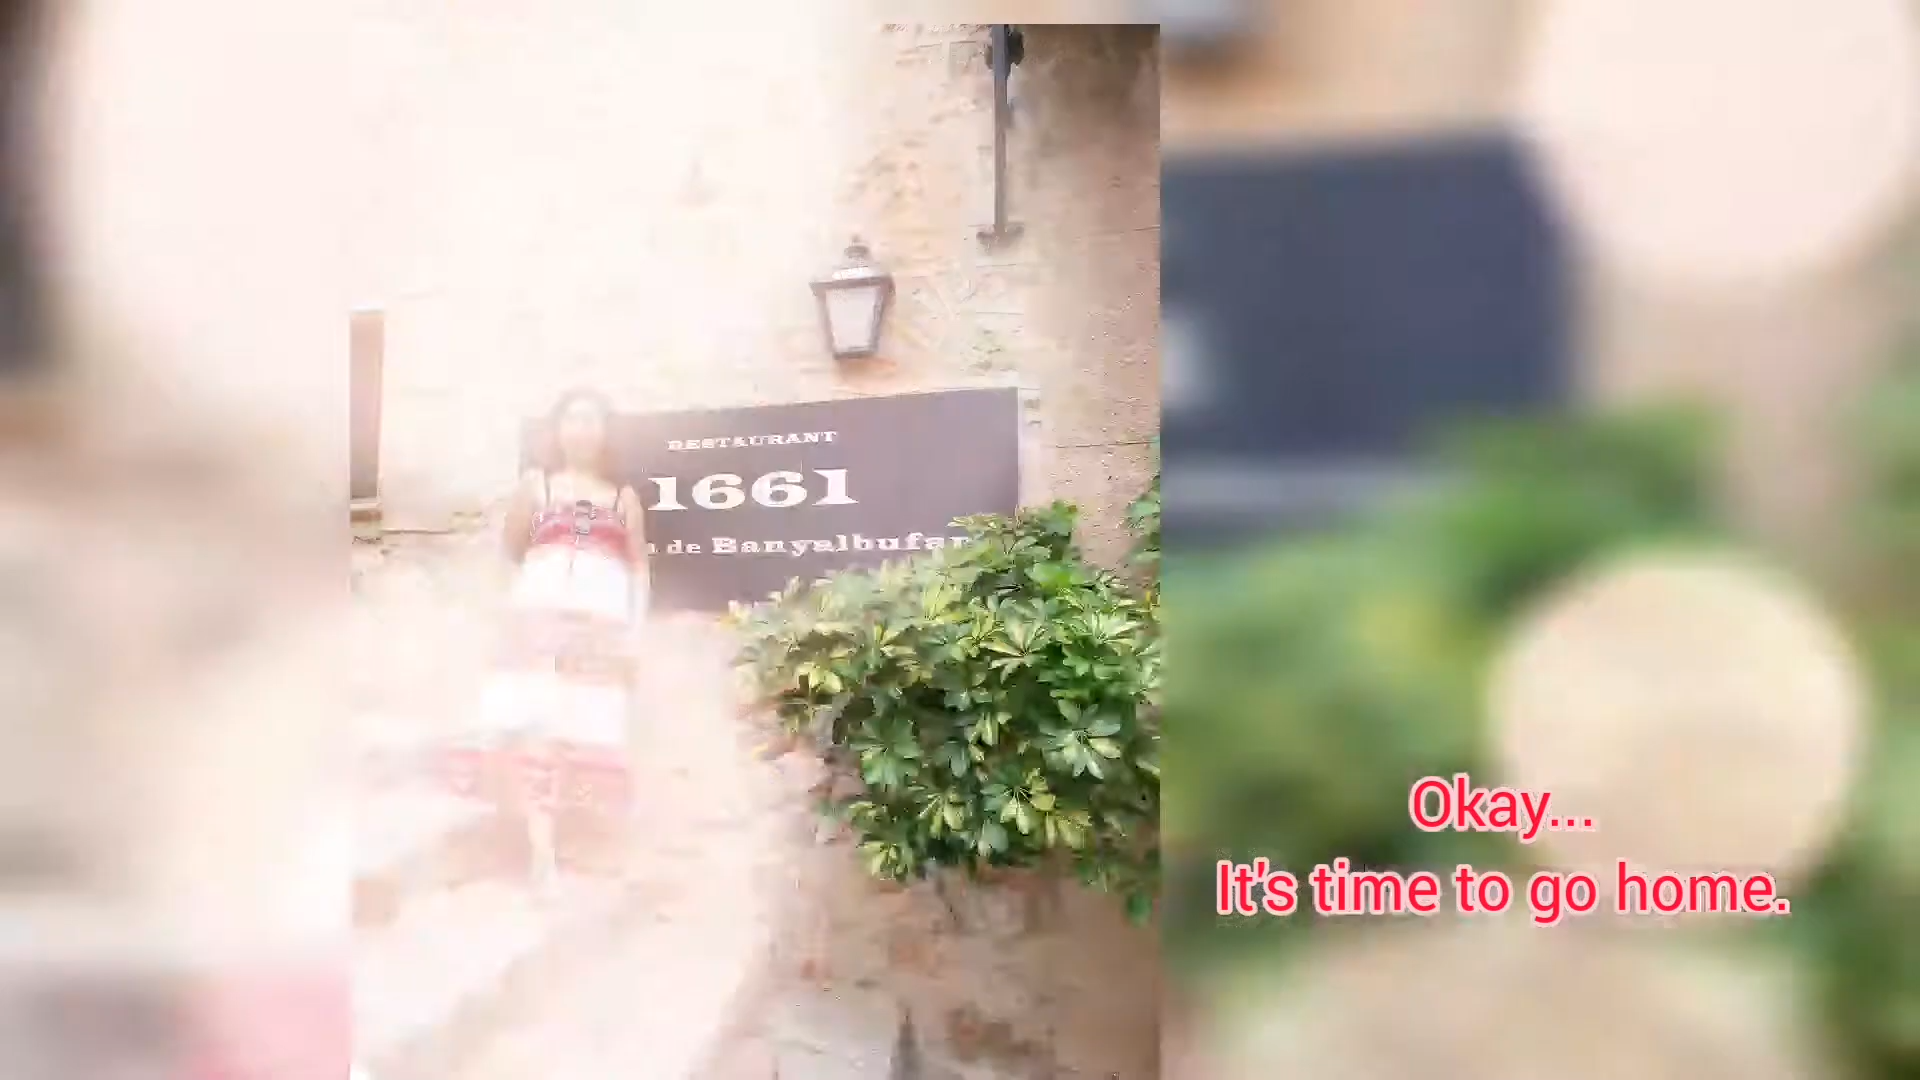 RESTAURANT
1661
de Banyalbufar
Okay...
It's time to go home.